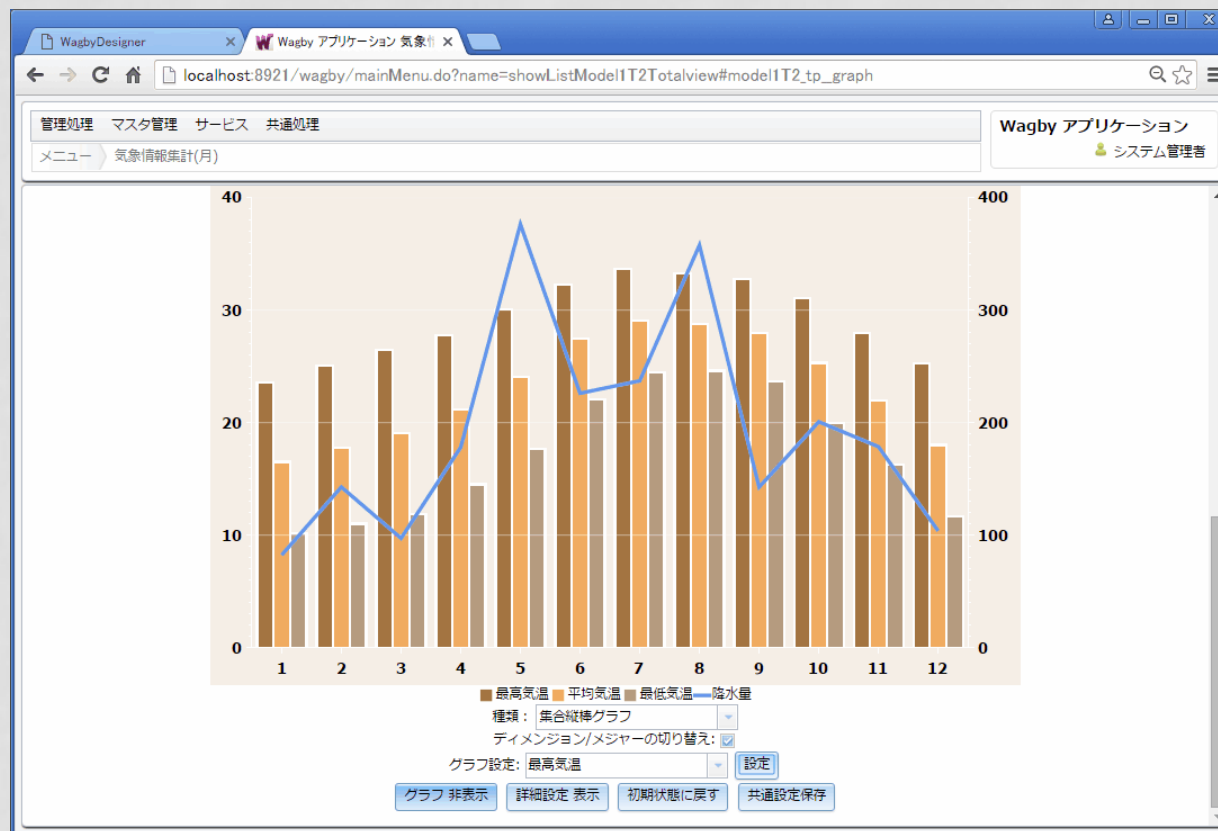 WagbyDesigner
Wagby アプリケーション 気象
localhost:8921/wagby/mainMenu.do?name=showListModel1T2Totalview#model1T2_tp_graph
管理処理 マスタ管理 サービス 共通処理
Wagby アプリケーション
メニュー 気象情報集計(月)
システム管理者
40 400
30 300
20 200
10 100
0 0
1 2 3 4 5 6 7 8 9 10 11 12
最高気温 平均気温 最低気温 降水量
種類： 集合縦棒グラフ
ディメンジョン/メジャーの切り替え:
グラフ設定: 最高気温 設定
グラフ 非表示 詳細設定 表示 初期状態に戻す 共通設定保存